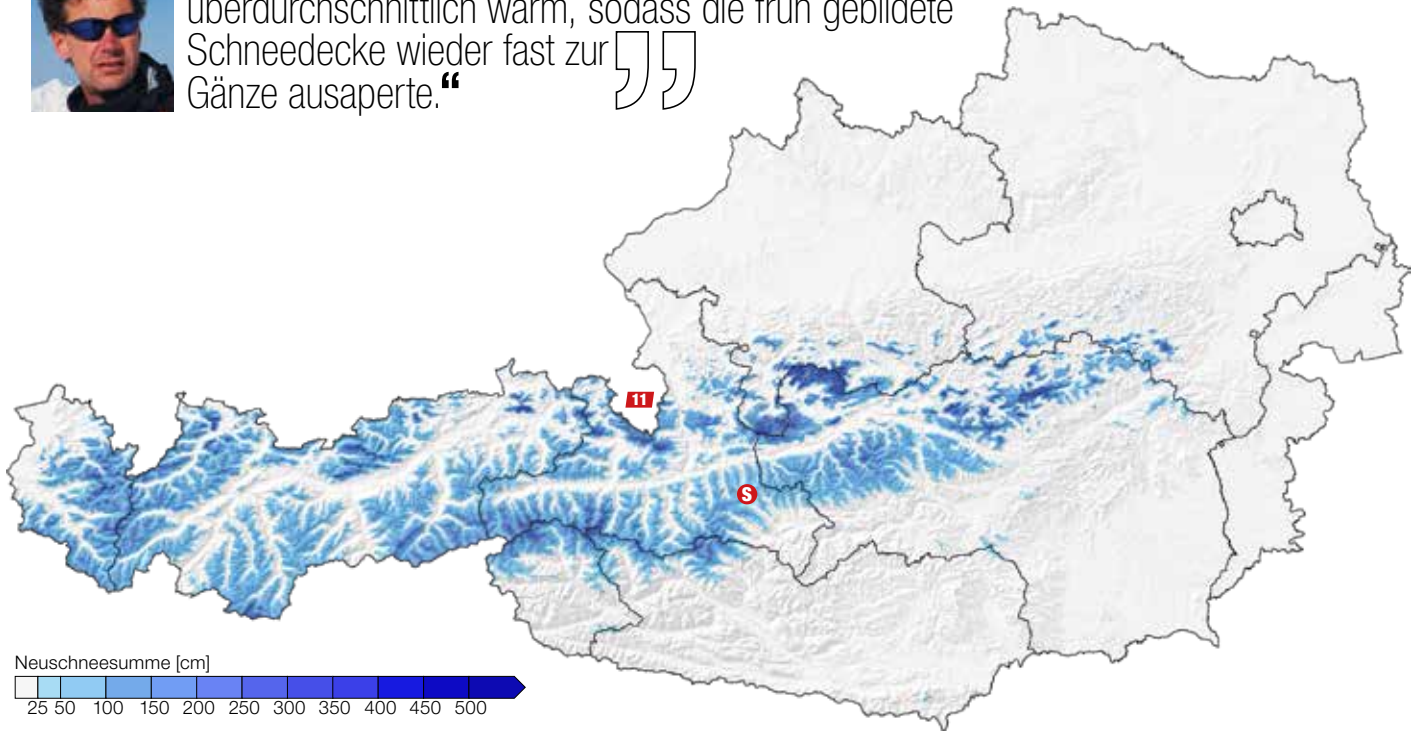 überdurchschnittlich warm, sodass die früh gebildete
Schneedecke wieder fast zur
Gänze ausaperte.“
11
S
Neuschneesumme [cm]
25 50 100 150 200 250 300 350 400 450 500